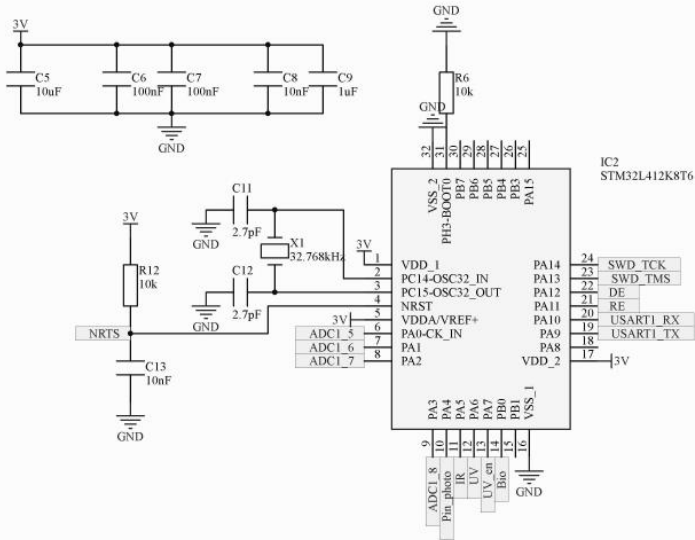 3V
C5
10uF
C6
100nF
C7
100nF
C8
10nF
C9
1uF
GND
GND
R6
10k
GND
32
31
30
29
28
27
26
25
VSS_2
PH3-BOOT0
PB7
PB6
PB5
PB4
PB3
PA15
IC2
STM32L412K8T6
C11
2.7pF
GND
X1
32.768kHz
C12
2.7pF
GND
3V
R12
10k
NRTS
C13
10nF
GND
3V
1 VDD_1
2 PC14-OSC32_IN
3 PC15-OSC32_OUT
4 NRST
3V 5 VDDA/VREF+
ADC1_5 6 PA0-CK_IN
ADC1_6 7 PA1
ADC1_7 8 PA2
PA14 24 SWD_TCK
PA13 23 SWD_TMS
PA12 22 DE
PA11 21 RE
PA10 20 USART1_RX
PA9 19 USART1_TX
PA8 18
VDD_2 17 3V
PA3
PA4
PA5
PA6
PA7
PB0
PB1
VSS_1
9
10
11
12
13
14
15
16
ADC1_8
Pin_photo
IR
UV
UV_en
Bio
GND